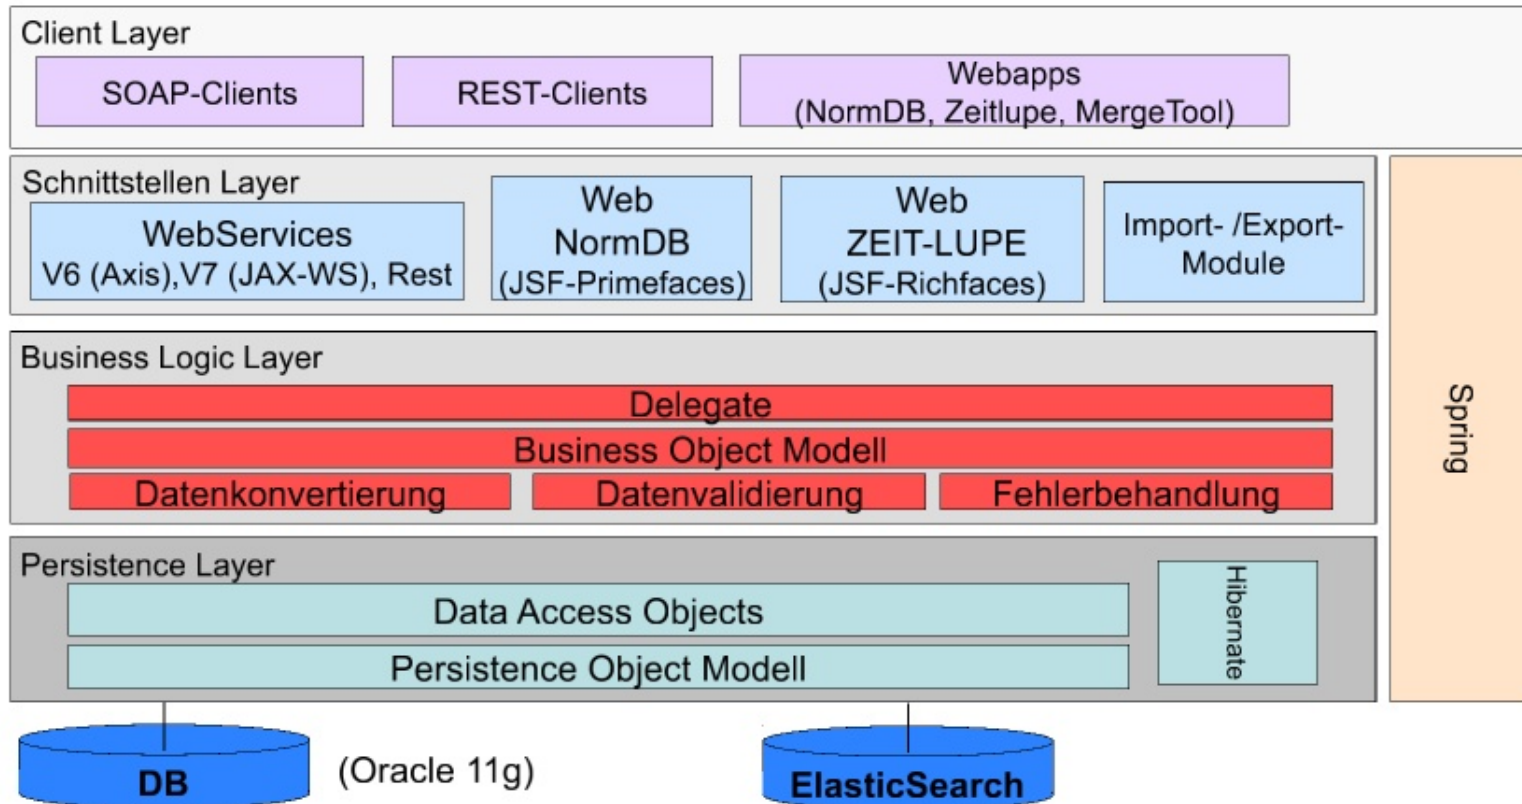 Client Layer
SOAP-Clients
REST-Clients
Webapps
(NormDB, Zeitlupe, MergeTool)
Schnittstellen Layer
WebServices
V6 (Axis),V7 (JAX-WS), Rest
Web
NormDB
(JSF-Primefaces)
Web
ZEIT-LUPE
(JSF-Richfaces)
Import- /Export-
Module
Spring
Business Logic Layer
Delegate
Business Object Modell
Datenkonvertierung
Datenvalidierung
Fehlerbehandlung
Persistence Layer
Data Access Objects
Persistence Object Modell
Hibernate
DB
(Oracle 11g)
ElasticSearch